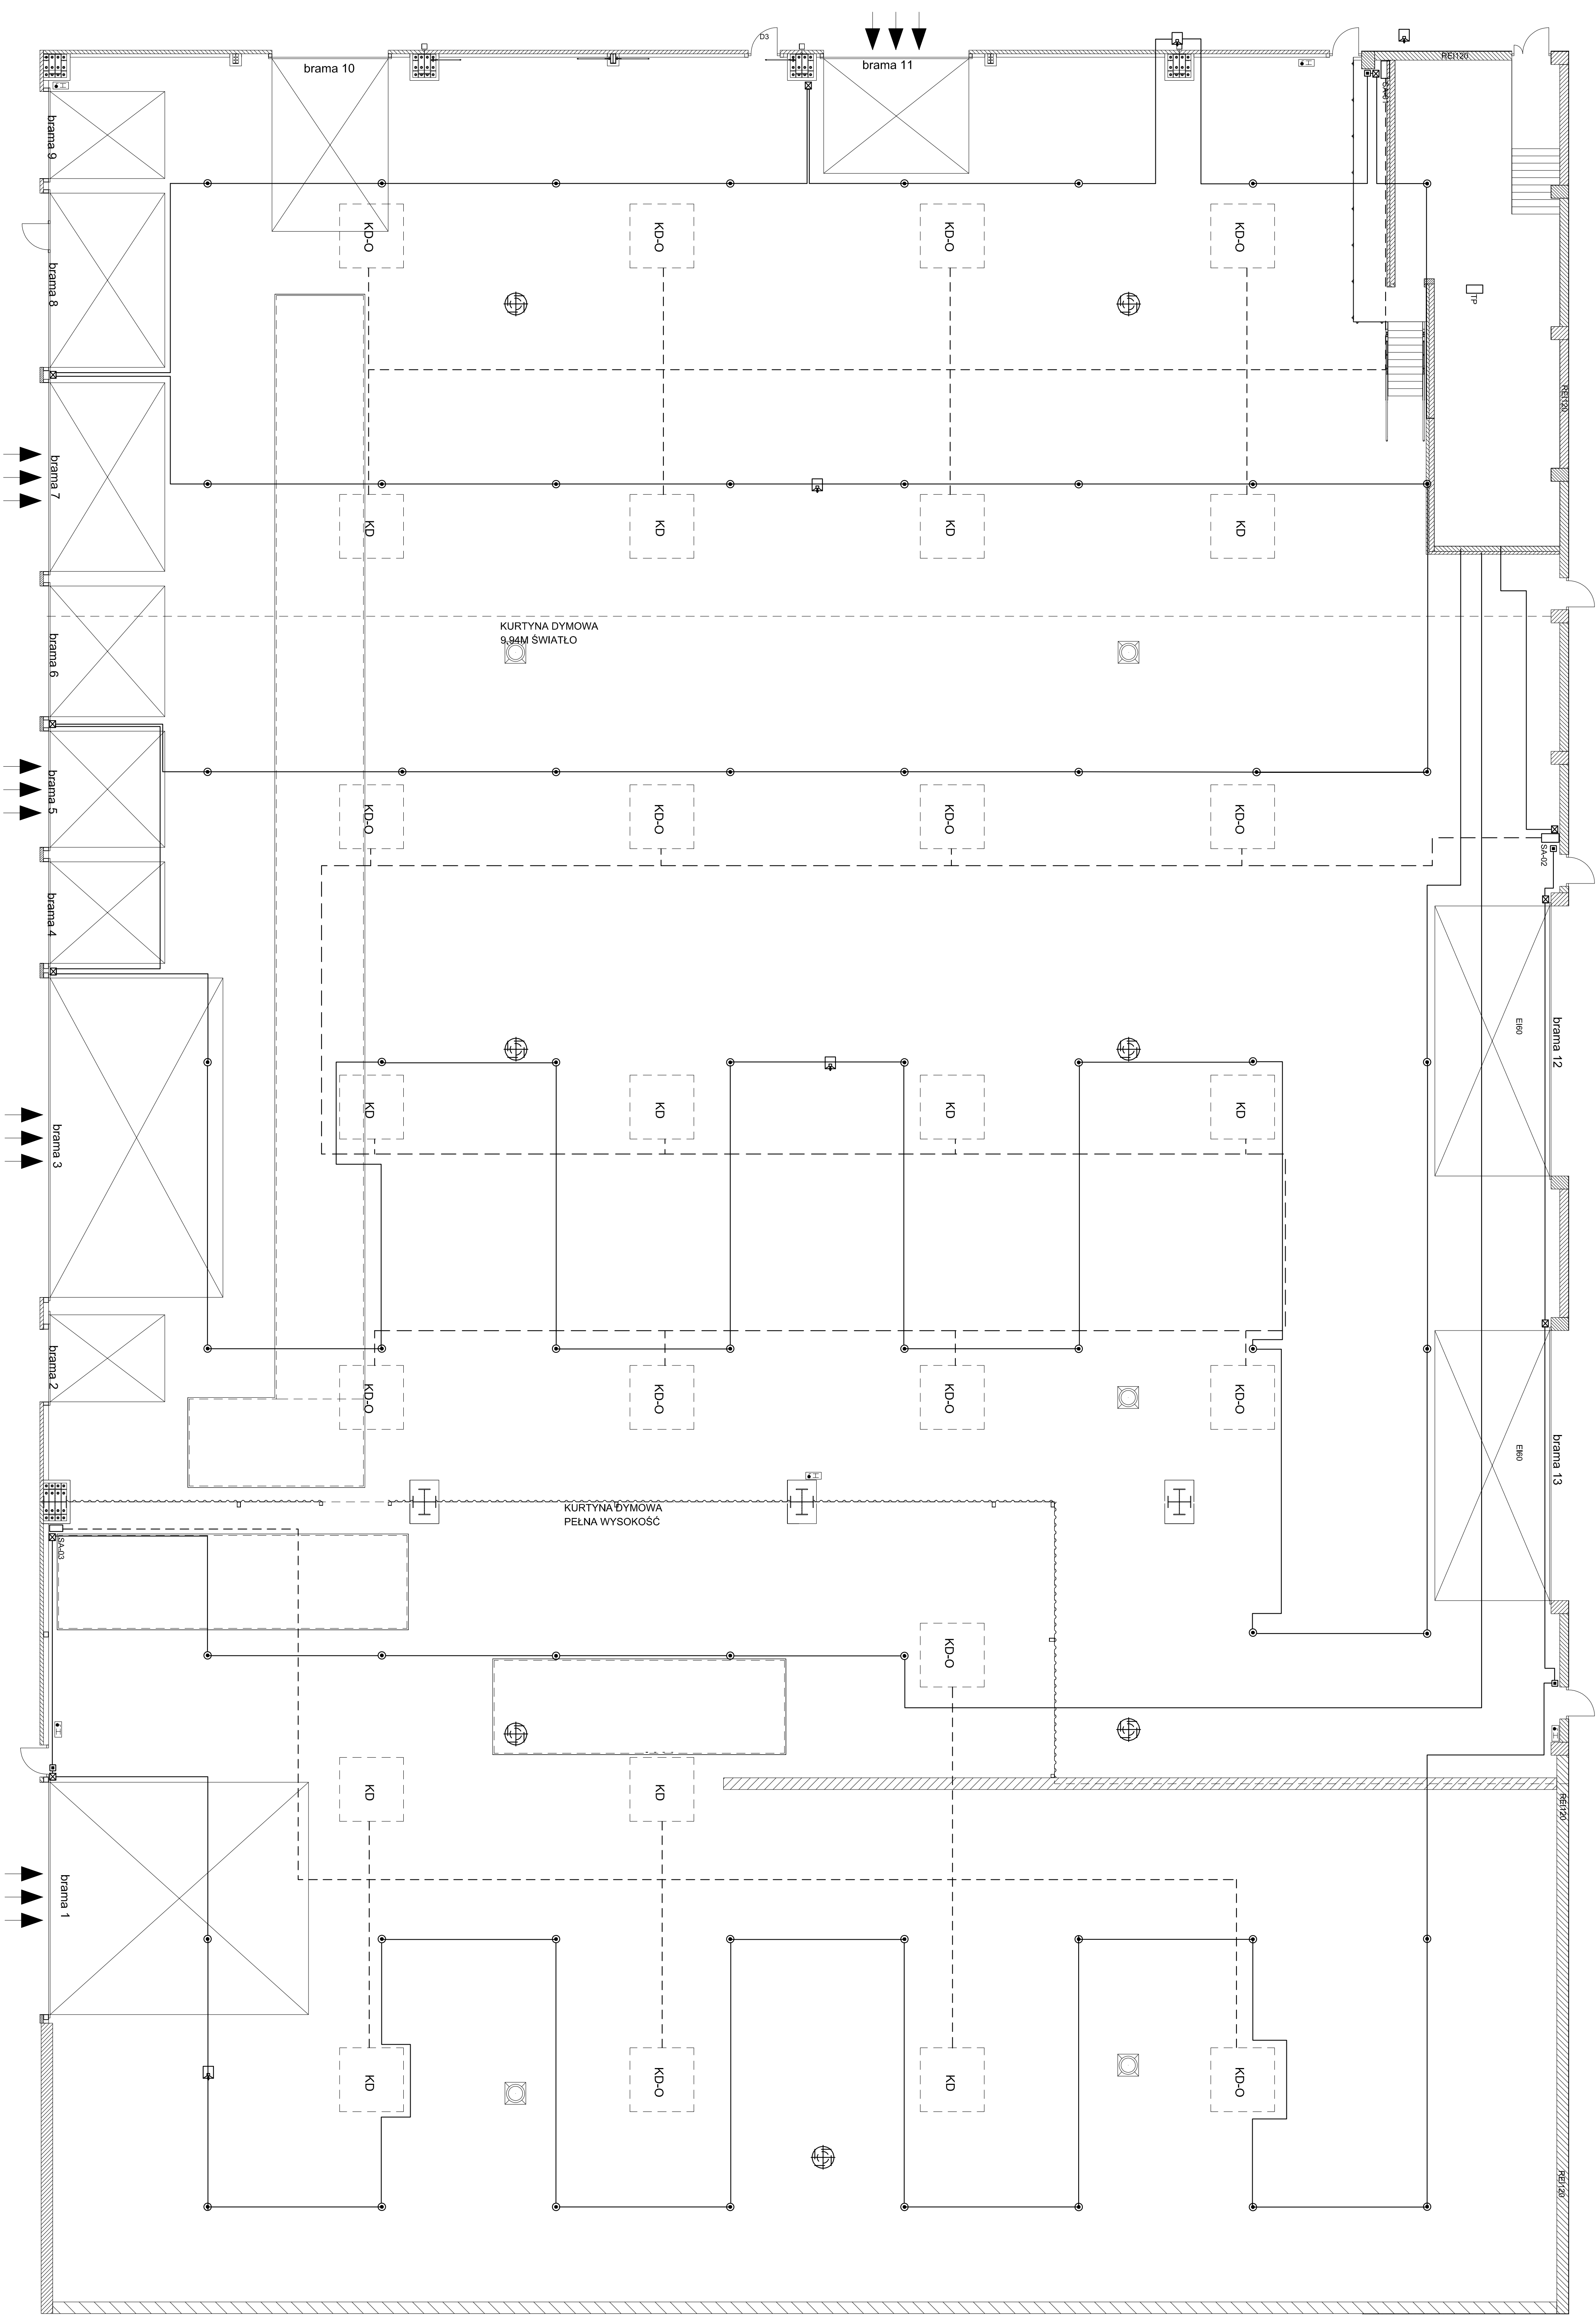 D3
brama 10
brama 11
REI120
SA-01
brama 9
KD-O
KD-O
KD-O
KD-O
brama 8
TP
REI120
brama 7
KD
KD
KD
KD
KURTYNA DYMOWA
9.94M ŚWIATŁO
brama 6
brama 5
KD-O
KD-O
KD-O
KD-O
SA-02
brama 4
EI60
brama 12
brama 3
KD
KD
KD
KD
brama 2
KD-O
KD-O
KD-O
KD-O
EI60
brama 13
KURTYNA DYMOWA
PEŁNA WYSOKOŚĆ
SA-03
KD-O
KD
KD
REI120
brama 1
KD
KD-O
KD
KD-O
REI120